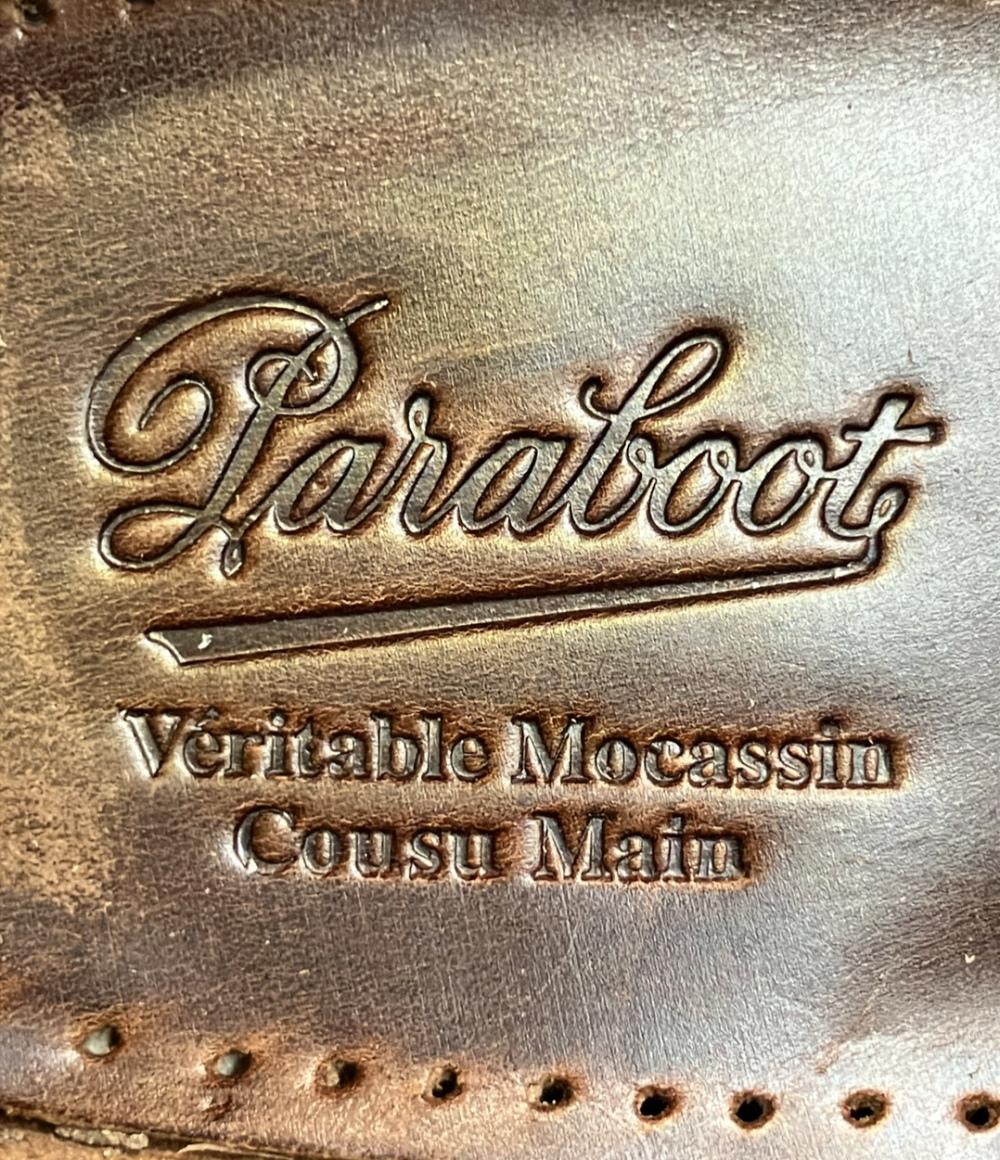 Paraboot
Véritable Mocassin
Cousu Main